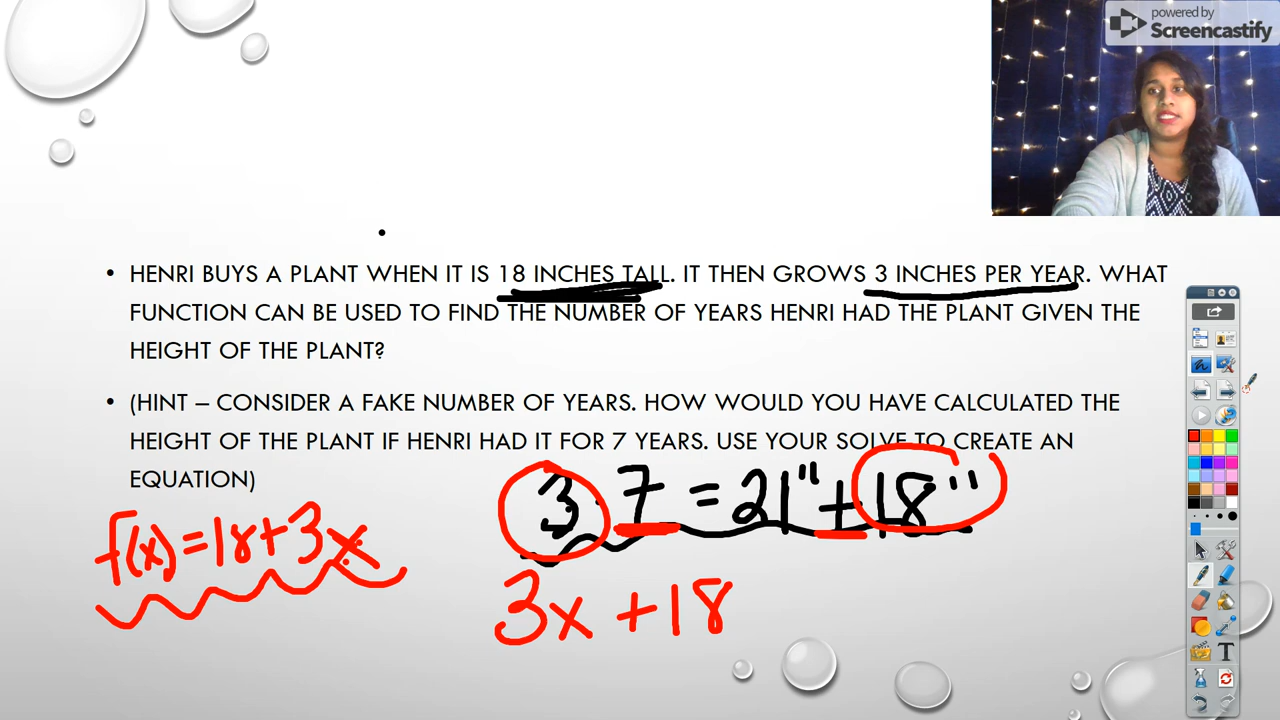 powered by
Screencastify
• HENRI BUYS A PLANT WHEN IT IS 18 INCHES TALL. IT THEN GROWS 3 INCHES PER YEAR. WHAT
FUNCTION CAN BE USED TO FIND THE NUMBER OF YEARS HENRI HAD THE PLANT GIVEN THE
HEIGHT OF THE PLANT?
• (HINT – CONSIDER A FAKE NUMBER OF YEARS. HOW WOULD YOU HAVE CALCULATED THE
HEIGHT OF THE PLANT IF HENRI HAD IT FOR 7 YEARS. USE YOUR SOLVE TO CREATE AN
EQUATION)
3 · 7 = 21" + 18"
f(x)=18+3x
3x +18